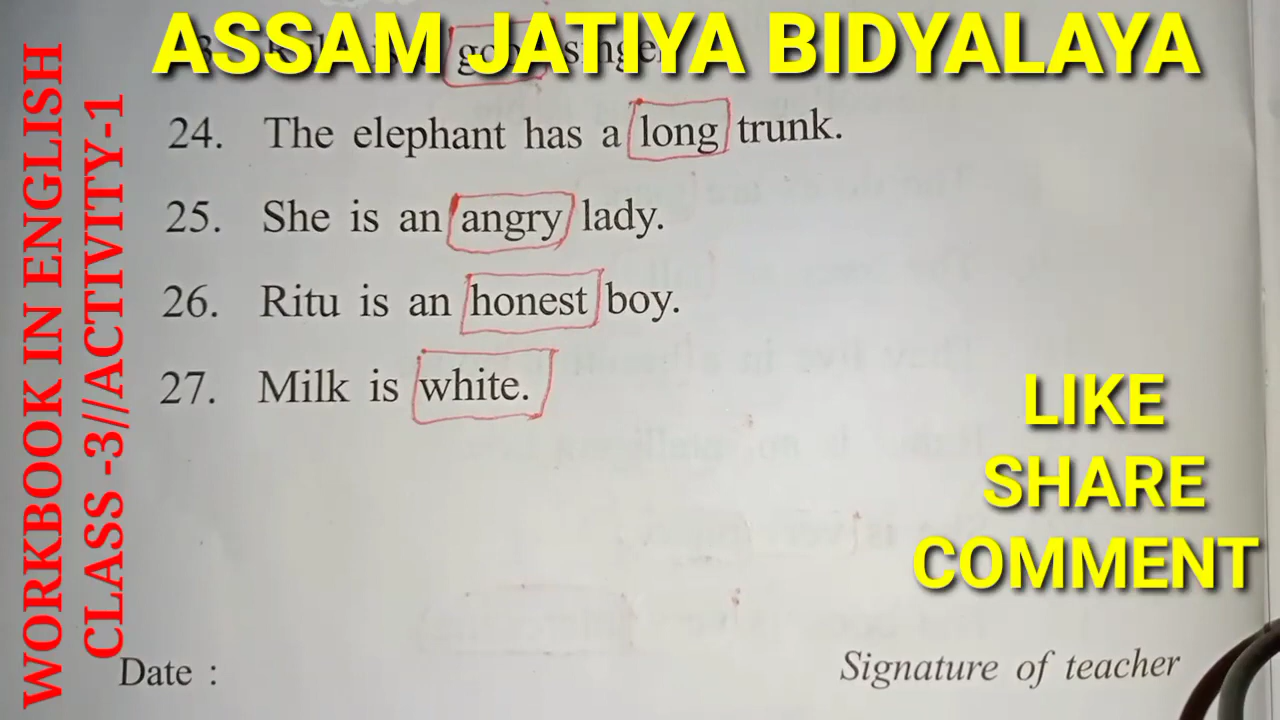 ASSAM JATIYA BIDYALAYA
WORKBOOK IN ENGLISH
CLASS -3//ACTIVITY-1
24. The elephant has a long trunk.
25. She is an angry lady.
26. Ritu is an honest boy.
27. Milk is white.
LIKE
SHARE
COMMENT
Date :
Signature of teacher